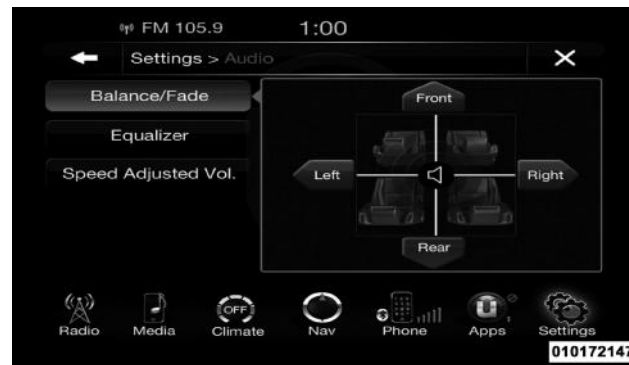 FM 105.9 1:00
Settings > Audio
Balance/Fade
Equalizer
Speed Adjusted Vol.
Front
Left
Right
Rear
OFF
Radio Media Climate Nav Phone Apps Settings
010172147